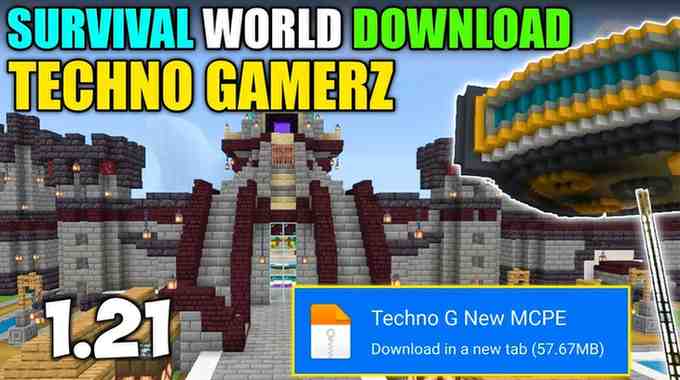 SURVIVAL WORLD DOWNLOAD
TECHNO GAMERZ
1.21
Techno G New MCPE
Download in a new tab (57.67MB)